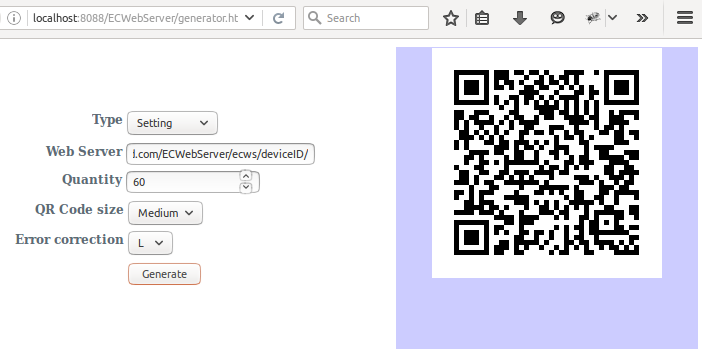 localhost:8088/ECWebServer/generator.ht
Search
Type
Setting
Web Server
d.com/ECWebServer/ecws/deviceID/
Quantity
60
QR Code size
Medium
Error correction
L
Generate